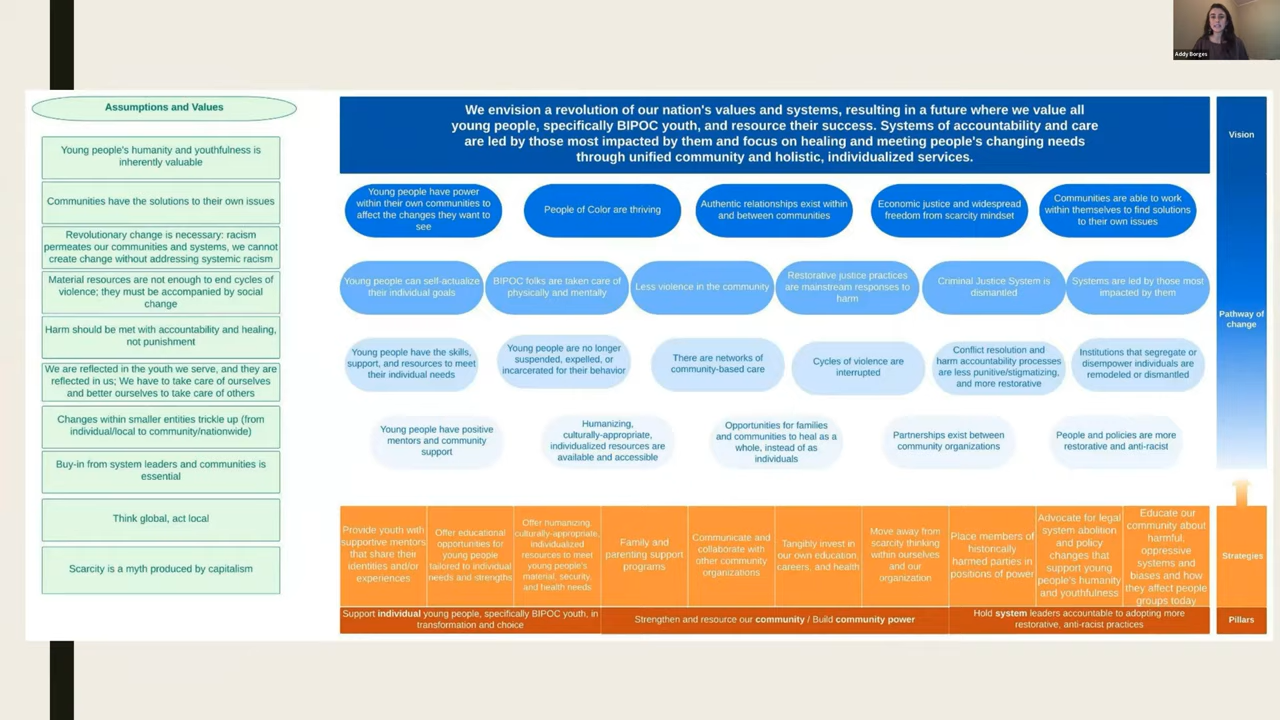 Addy Borges
Assumptions and Values
Young people's humanity and youthfulness is
inherently valuable
Communities have the solutions to their own issues
Revolutionary change is necessary: racism
permeates our communities and systems, we cannot
create change without addressing systemic racism
Material resources are not enough to end cycles of
violence; they must be accompanied by social
change
Harm should be met with accountability and healing,
not punishment
We are reflected in the youth we serve, and they are
reflected in us; We have to take care of ourselves
and better ourselves to take care of others
Changes within smaller entities trickle up (from
individual/local to community/nationwide)
Buy-in from system leaders and communities is
essential
Think global, act local
Scarcity is a myth produced by capitalism
We envision a revolution of our nation's values and systems, resulting in a future where we value all
young people, specifically BIPOC youth, and resource their success. Systems of accountability and care
are led by those most impacted by them and focus on healing and meeting people's changing needs
through unified community and holistic, individualized services.
Vision
Young people have power
within their own communities to
affect the changes they want to
see
People of Color are thriving
Authentic relationships exist within
and between communities
Economic justice and widespread
freedom from scarcity mindset
Communities are able to work
within themselves to find solutions
to their own issues
Young people can self-actualize
their individual goals
BIPOC folks are taken care of
physically and mentally
Less violence in the community
Restorative justice practices
are mainstream responses to
harm
Criminal Justice System is
dismantled
Systems are led by those most
impacted by them
Pathway of
change
Young people have the skills,
support, and resources to meet
their individual needs
Young people are no longer
suspended, expelled, or
incarcerated for their behavior
There are networks of
community-based care
Cycles of violence are
interrupted
Conflict resolution and
harm accountability processes
are less punitive/stigmatizing,
and more restorative
Institutions that segregate or
disempower individuals are
remodeled or dismantled
Young people have positive
mentors and community
support
Humanizing,
culturally-appropriate,
individualized resources are
available and accessible
Opportunities for families
and communities to heal as a
whole, instead of as
individuals
Partnerships exist between
community organizations
People and policies are more
restorative and anti-racist
Provide youth with
supportive mentors
that share their
identities and/or
experiences
Offer educational
opportunities for
young people
tailored to individual
needs and strengths
Offer humanizing,
culturally-appropriate,
individualized
resources to meet
young people's
material, security,
and health needs
Family and
parenting support
programs
Communicate and
collaborate with
other community
organizations
Tangibly invest in
our own education,
careers, and health
Move away from
scarcity thinking
within ourselves
and our
organization
Place members of
historically
harmed parties in
positions of power
Advocate for legal
system abolition
and policy
changes that
support young
people's humanity
and youthfulness
Educate our
community about
harmful,
oppressive
systems and
biases and how
they affect people
groups today
Strategies
Support individual young people, specifically BIPOC youth, in
transformation and choice
Strengthen and resource our community / Build community power
Hold system leaders accountable to adopting more
restorative, anti-racist practices
Pillars